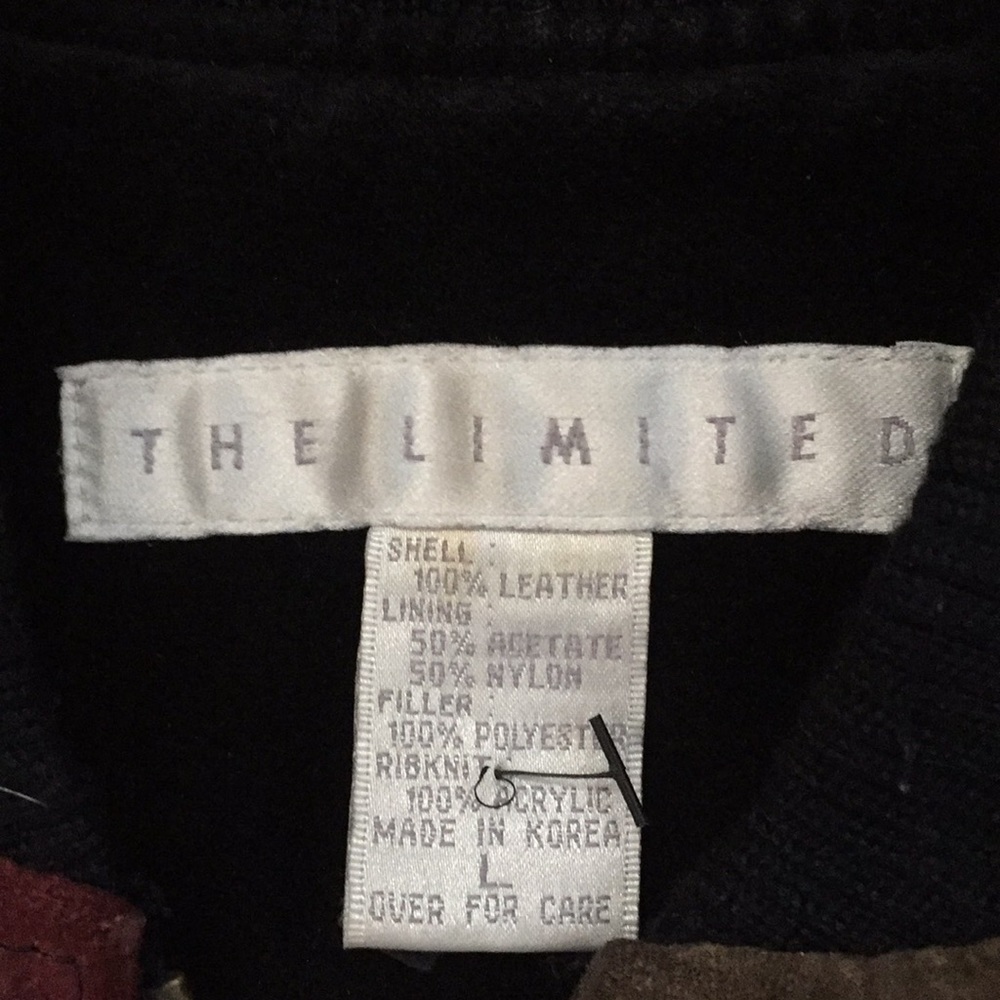 THE LIMITED
SHELL :
100% LEATHER
LINING :
50% ACETATE
50% NYLON
FILLER :
100% POLYESTER
RIBKNIT:
100% ACRYLIC
MADE IN KOREA
L
OVER FOR CARE